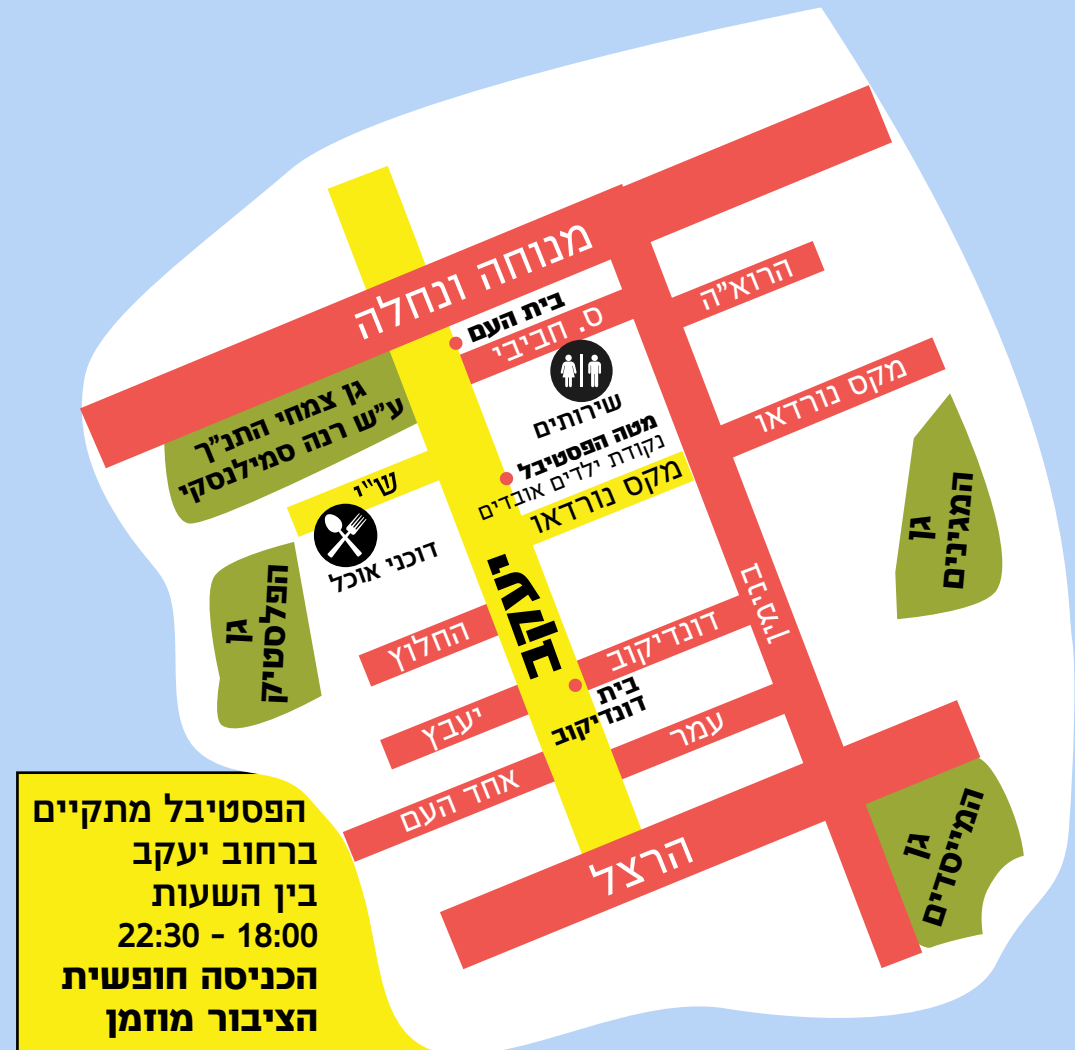 מנוחה ונחלה
הרוא״ה
בית העם
ס. חביבי
מקס נורדאו
גן צמחי התנ״ך
ע״ש רנה סמילנסקי
שירותים
מטה הפסטיבל
נקודת ילדים אובדים
מקס נורדאו
ש״י
דוכני אוכל
גן
המגינים
גן
הפלסטיק
יעקב
בנימין
החלוץ
דונדיקוב
בית
דונדיקוב
יעבץ
עמר
אחד העם
הרצל
גן
המייסדים
הפסטיבל מתקיים
ברחוב יעקב
בין השעות
22:30 - 18:00
הכניסה חופשית
הציבור מוזמן